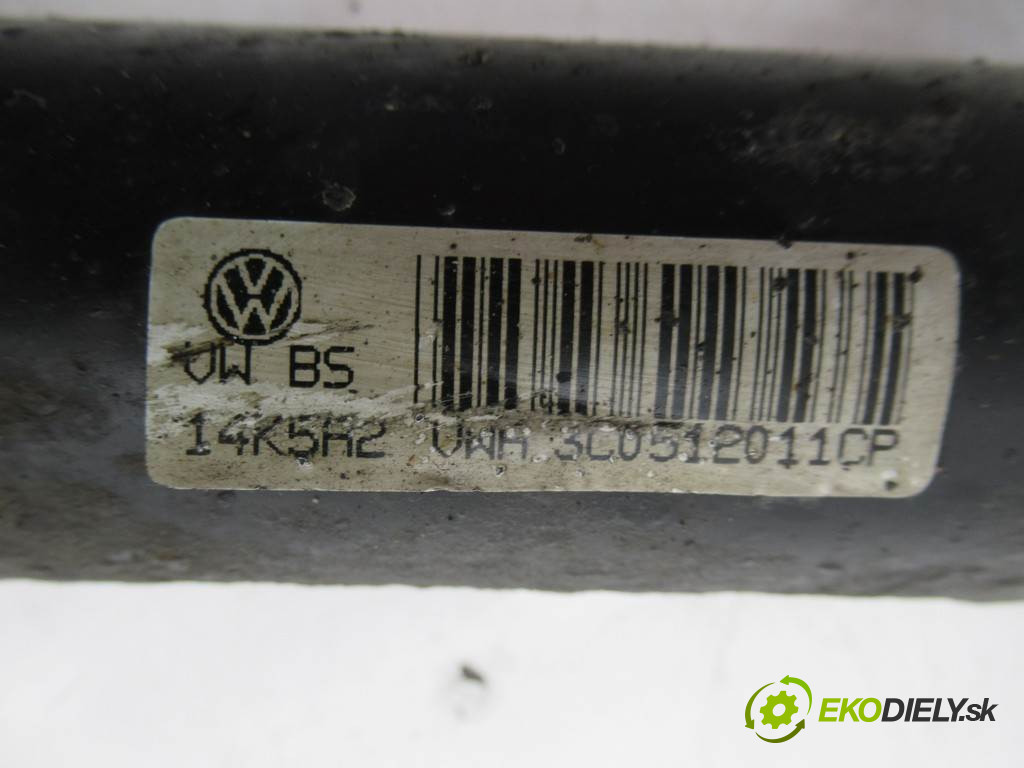 VW BS
14K5A2 VWA 3C0512011CP
EKODIELY.sk